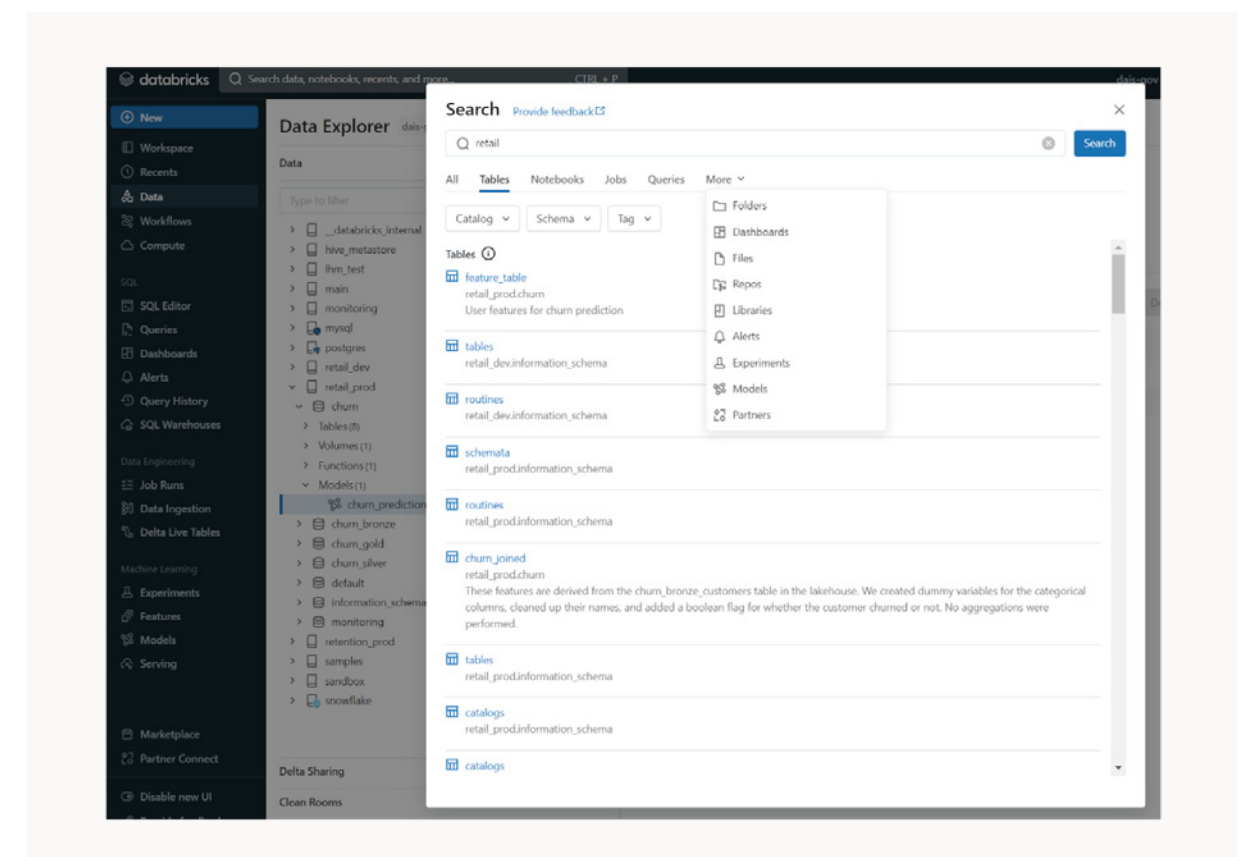 databricks
Search data, notebooks, recents, and more... CTRL + P
New
Workspace
Recents
Data
Workflows
Compute
SQL
SQL Editor
Queries
Dashboards
Alerts
Query History
SQL Warehouses
Data Engineering
Job Runs
Data Ingestion
Delta Live Tables
Machine Learning
Experiments
Features
Models
Serving
Marketplace
Partner Connect
Disable new UI
Data Explorer
Data
Type to filter
__databricks_internal
hive_metastore
lhm_test
main
monitoring
mysql
postgres
retail_dev
retail_prod
churn
Tables
Volumes (1)
Functions (1)
Models (1)
churn_prediction
churn_bronze
churn_gold
churn_silver
default
information_schema
monitoring
retention_prod
samples
sandbox
snowflake
Delta Sharing
Clean Rooms
Search Provide feedback
retail
Search
All Tables Notebooks Jobs Queries More
Catalog Schema Tag
Folders
Dashboards
Files
Repos
Libraries
Alerts
Experiments
Models
Partners
Tables
feature_table
retail_prod.churn
User features for churn prediction
tables
retail_dev.information_schema
routines
retail_dev.information_schema
schemata
retail_prod.information_schema
routines
retail_prod.information_schema
churn_joined
retail_prod.churn
These features are derived from the churn_bronze_customers table in the lakehouse. We created dummy variables for the categorical
columns, cleaned up their names, and added a boolean flag for whether the customer churned or not. No aggregations were
performed.
tables
retail_prod.information_schema
catalogs
retail_prod.information_schema
catalogs